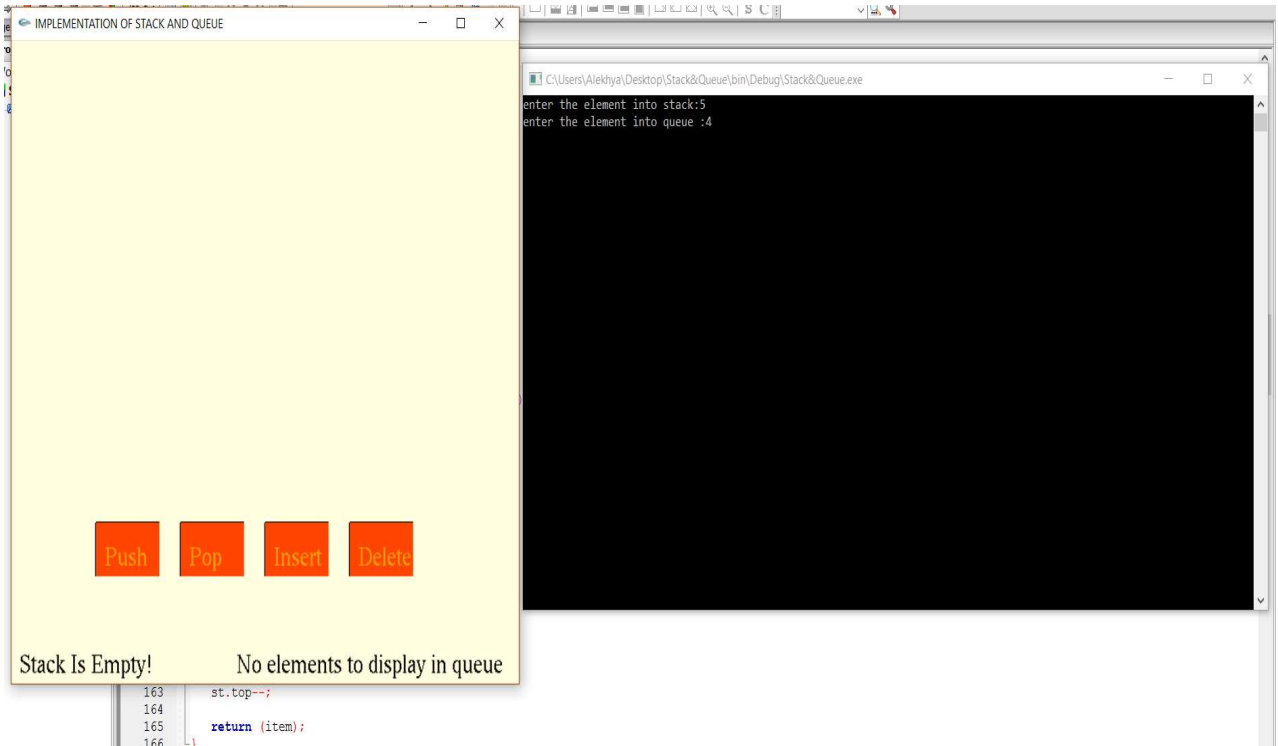 IMPLEMENTATION OF STACK AND QUEUE
S C
C:\Users\Alekhya\Desktop\Stack&Queue\bin\Debug\Stack&Queue.exe
enter the element into stack:5
enter the element into queue :4
Push Pop Insert Delete
Stack Is Empty! No elements to display in queue
163 st.top--;
164
165 return (item);
166 }